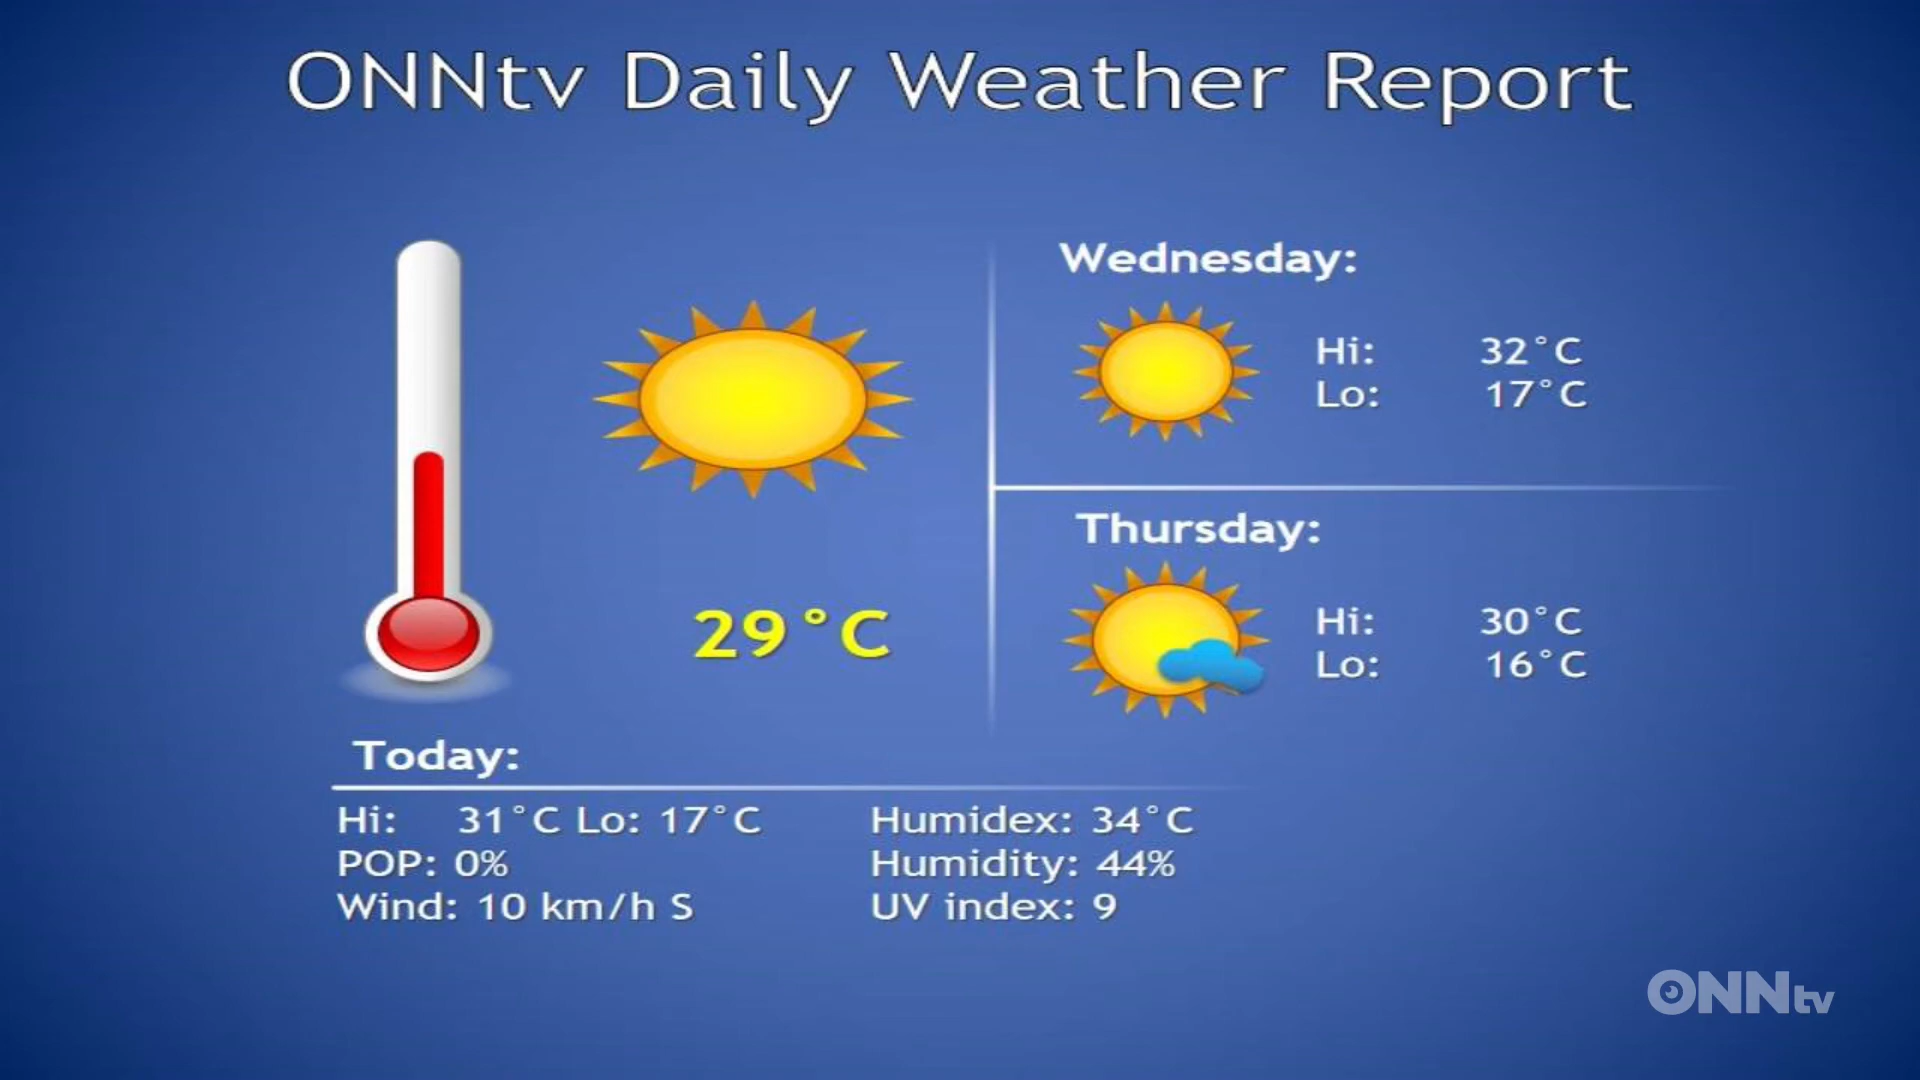 ONNtv Daily Weather Report
29°C
Wednesday:
Hi: 32°C
Lo: 17°C
Thursday:
Hi: 30°C
Lo: 16°C
Today:
Hi: 31°C Lo: 17°C
POP: 0%
Wind: 10 km/h S
Humidex: 34°C
Humidity: 44%
UV index: 9
ONNtv